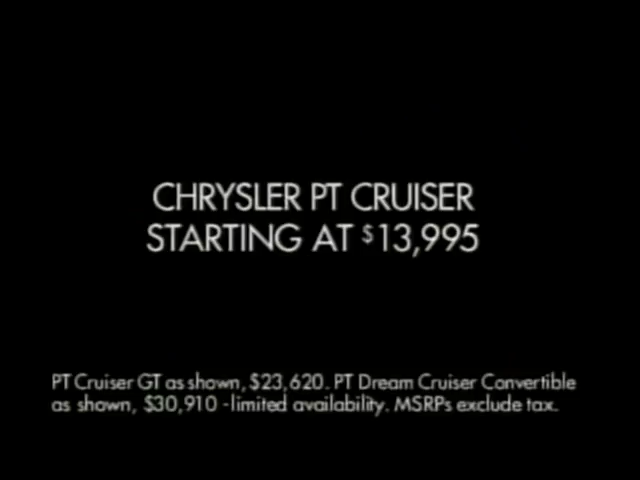 CHRYSLER PT CRUISER
STARTING AT $13,995
PT Cruiser GT as shown, $23,620. PT Dream Cruiser Convertible
as shown, $30,910 -limited availability. MSRPs exclude tax.